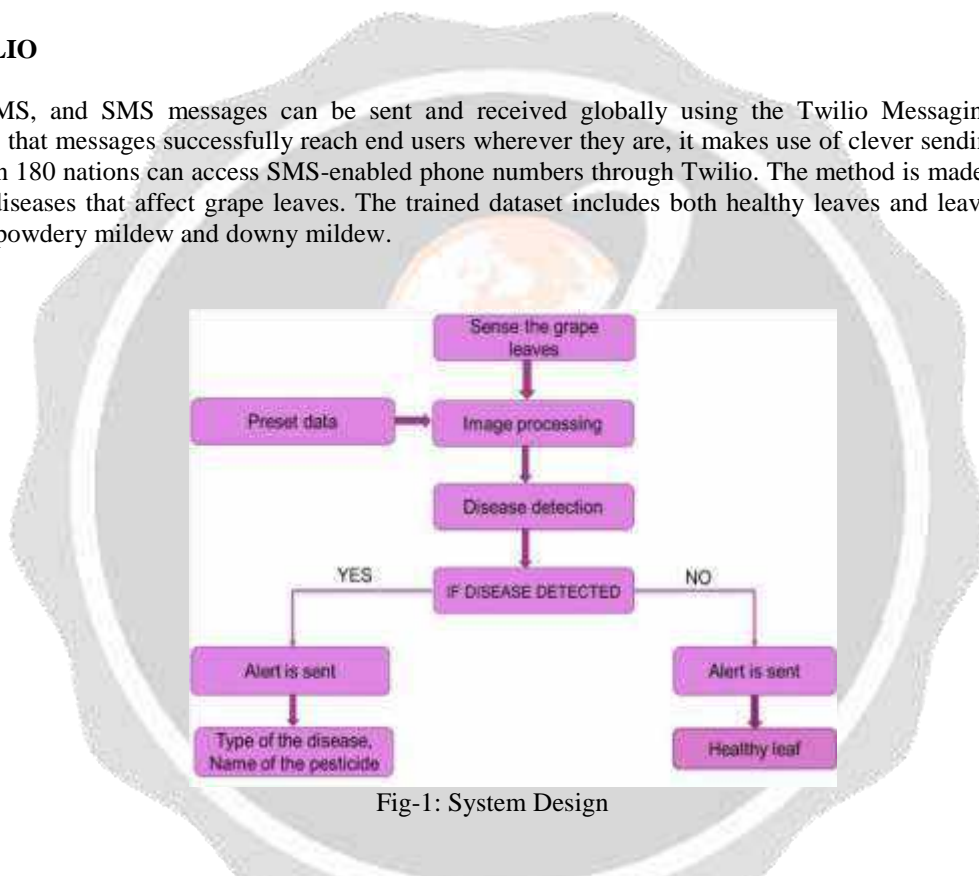 LIO
MS, and SMS messages can be sent and received globally using the Twilio Messagin
that messages successfully reach end users wherever they are, it makes use of clever sendi
n 180 nations can access SMS-enabled phone numbers through Twilio. The method is made
diseases that affect grape leaves. The trained dataset includes both healthy leaves and leav
powdery mildew and downy mildew.
Sense the grape
leaves
Preset data
Image processing
Disease detection
YES
IF DISEASE DETECTED
NO
Alert is sent
Alert is sent
Type of the disease,
Name of the pesticide
Healthy leaf
Fig-1: System Design